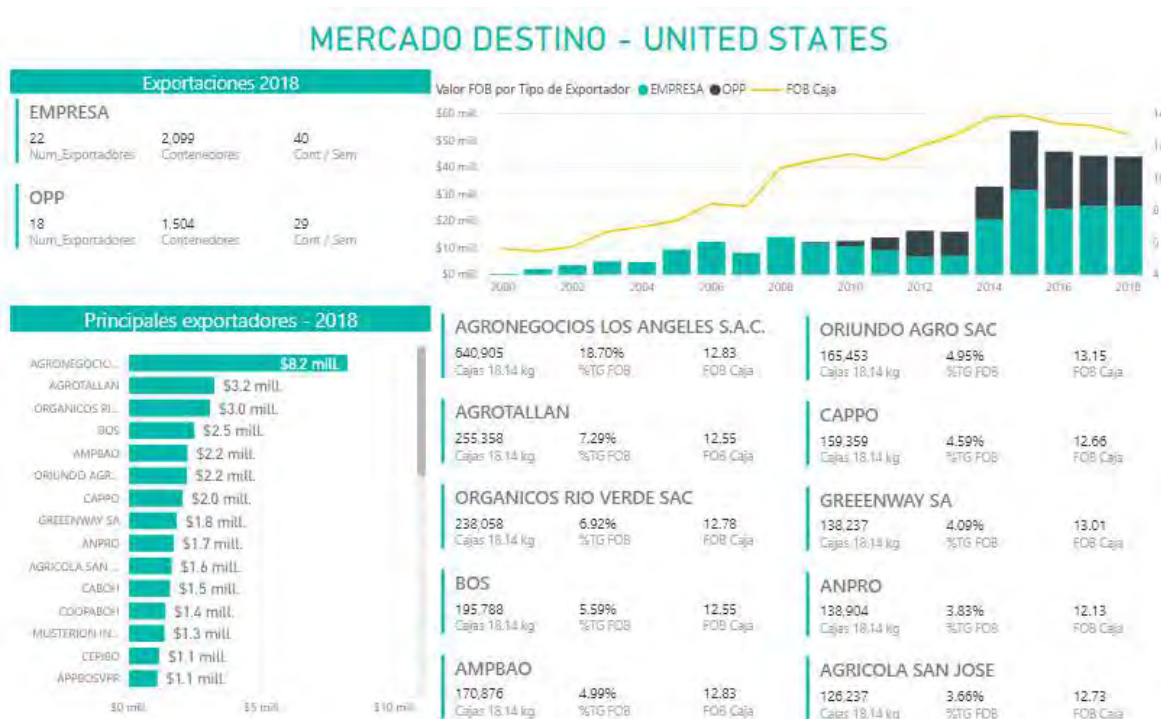 MERCADO DESTINO - UNITED STATES
Exportaciones 2018
EMPRESA
22 2,099 40
Num_Exportadores Contenedores Cont / Sem
OPP
18 1,504 29
Num_Exportadores Contenedores Cont / Sem
Valor FOB por Tipo de Exportador EMPRESA OPP FOB Caja
$60 mill.
$50 mill.
$40 mill.
$30 mill.
$20 mill.
$10 mill.
$0 mill.
2000 2002 2004 2006 2008 2010 2012 2014 2016 2018
Principales exportadores - 2018
AGRONEGOCIO... $8.2 mill.
AGROTALLAN $3.2 mill.
ORGANICOS RI... $3.0 mill.
BOS $2.5 mill.
AMPBAO $2.2 mill.
ORIUNDO AGR... $2.2 mill.
CAPPO $2.0 mill.
GREEENWAY SA $1.8 mill.
ANPRO $1.7 mill.
AGRICOLA SAN ... $1.6 mill.
CABOH $1.5 mill.
COOPABOH $1.4 mill.
MUSTERION IN... $1.3 mill.
CEPIBO $1.1 mill.
APPBOSVPR $1.1 mill.
$0 mill. $5 mill. $10 mill.
AGRONEGOCIOS LOS ANGELES S.A.C.
640,905 18.70% 12.83
Cajas 18.14 kg %TG FOB FOB Caja
AGROTALLAN
255,358 7.29% 12.55
Cajas 18.14 kg %TG FOB FOB Caja
ORGANICOS RIO VERDE SAC
238,058 6.92% 12.78
Cajas 18.14 kg %TG FOB FOB Caja
BOS
195,788 5.59% 12.55
Cajas 18.14 kg %TG FOB FOB Caja
AMPBAO
170,876 4.99% 12.83
Cajas 18.14 kg %TG FOB FOB Caja
ORIUNDO AGRO SAC
165,453 4.95% 13.15
Cajas 18.14 kg %TG FOB FOB Caja
CAPPO
159,359 4.59% 12.66
Cajas 18.14 kg %TG FOB FOB Caja
GREEENWAY SA
138,237 4.09% 13.01
Cajas 18.14 kg %TG FOB FOB Caja
ANPRO
138,904 3.83% 12.13
Cajas 18.14 kg %TG FOB FOB Caja
AGRICOLA SAN JOSE
126,237 3.66% 12.73
Cajas 18.14 kg %TG FOB FOB Caja